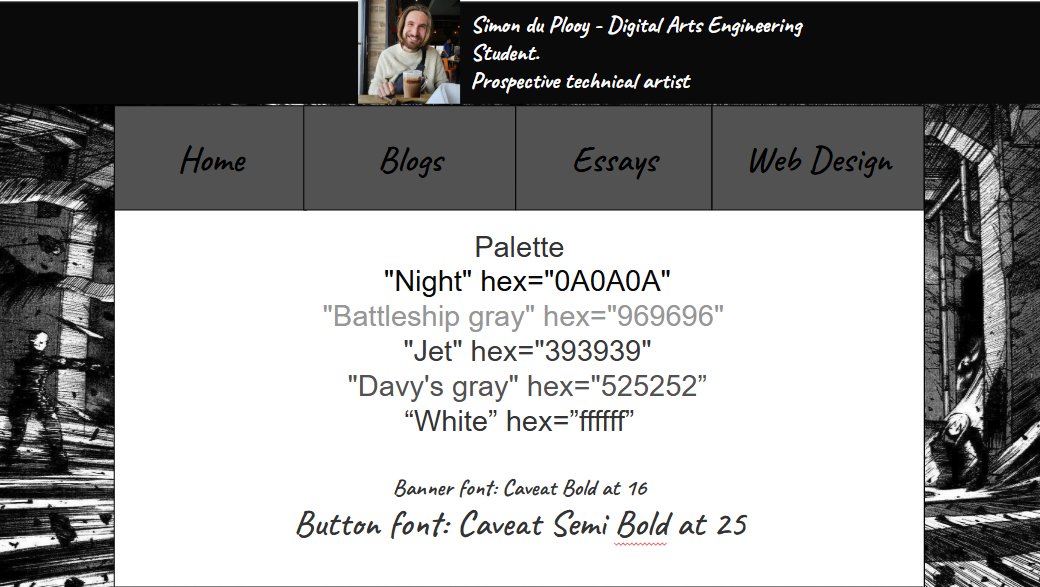 Simon du Plooy - Digital Arts Engineering
Student.
Prospective technical artist
Home Blogs Essays Web Design
Palette
"Night" hex="0A0A0A"
"Battleship gray" hex="969696"
"Jet" hex="393939"
"Davy's gray" hex="525252”
“White” hex=”ffffff”
Banner font: Caveat Bold at 16
Button font: Caveat Semi Bold at 25